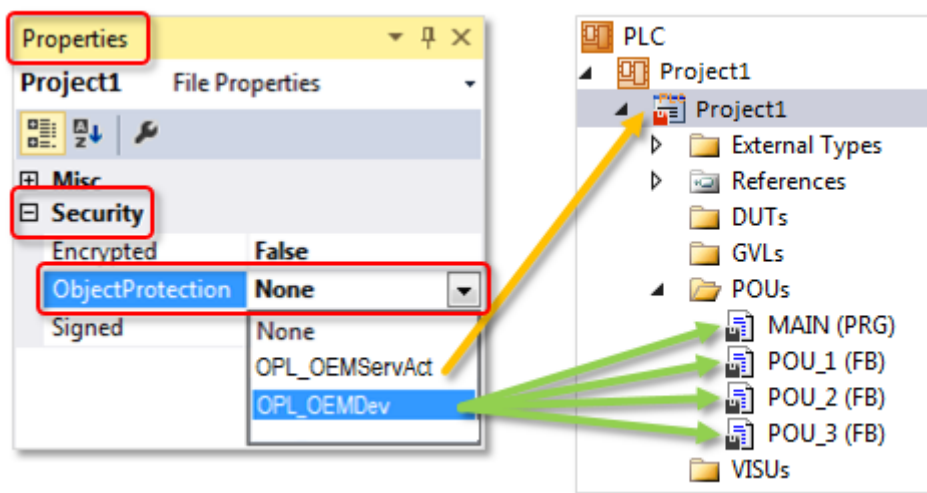 Properties
Project1 File Properties
Misc
Security
Encrypted False
ObjectProtection None
Signed
None
OPL_OEMServAct
OPL_OEMDev
PLC
Project1
PLC
Project1
External Types
References
DUTs
GVLs
POUs
MAIN (PRG)
POU_1 (FB)
POU_2 (FB)
POU_3 (FB)
VISUs